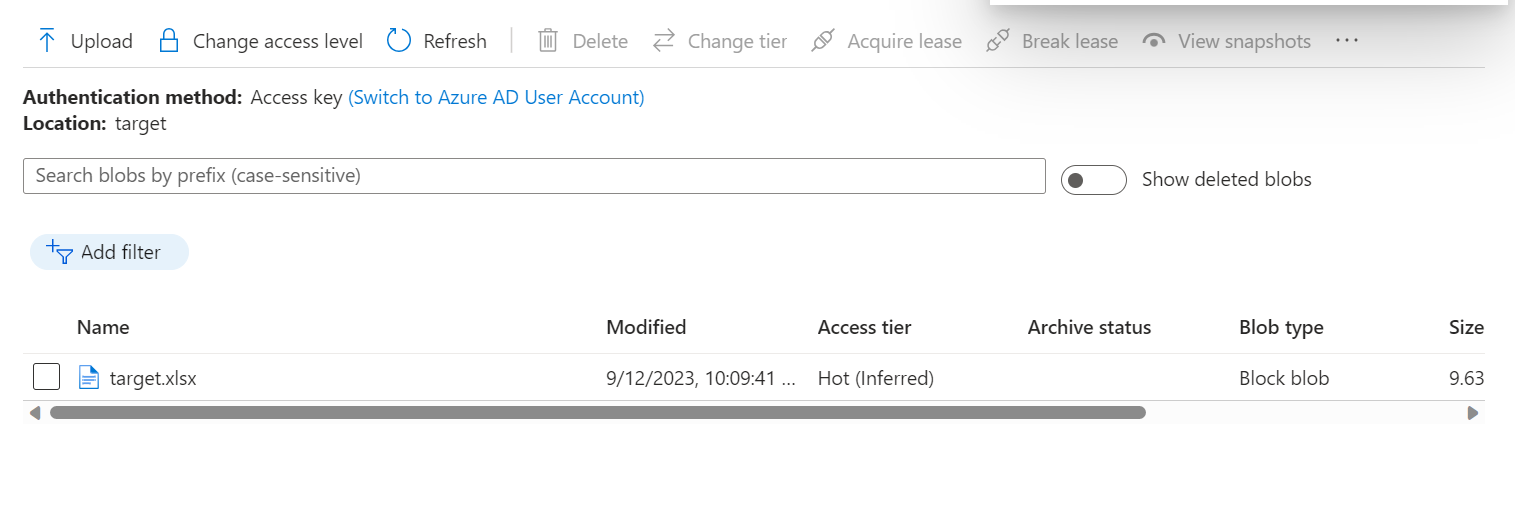 Upload Change access level Refresh Delete Change tier Acquire lease Break lease View snapshots ...
Authentication method: Access key (Switch to Azure AD User Account)
Location: target
Search blobs by prefix (case-sensitive)
Show deleted blobs
Add filter
Name Modified Access tier Archive status Blob type Size
target.xlsx 9/12/2023, 10:09:41 ... Hot (Inferred) Block blob 9.63